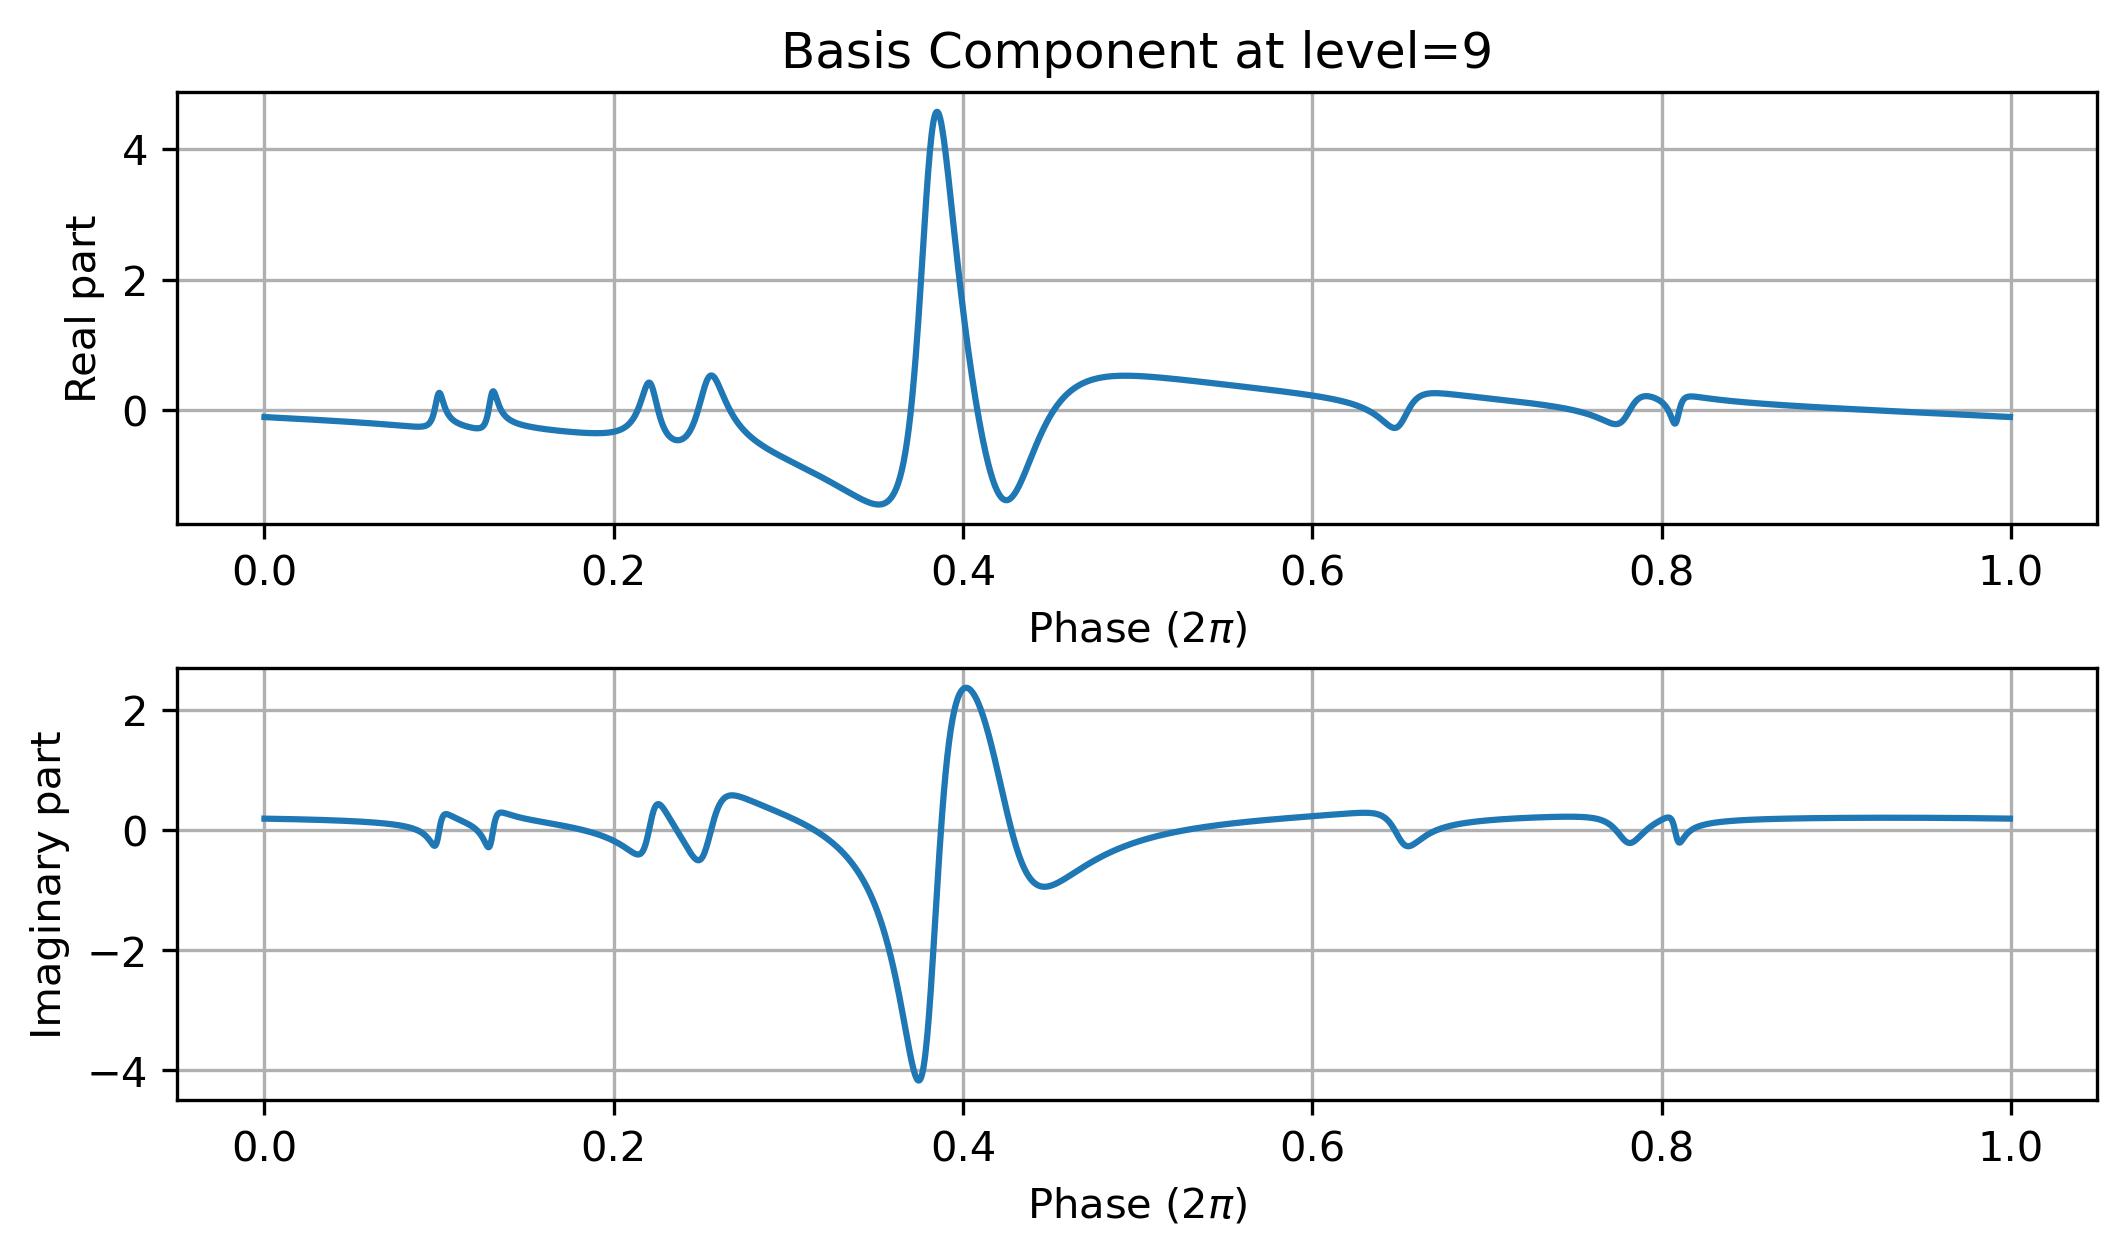 Basis Component at level=9
Real part
4
2
0
0.0 0.2 0.4 0.6 0.8 1.0
Phase (2π)
Imaginary part
2
0
−2
−4
0.0 0.2 0.4 0.6 0.8 1.0
Phase (2π)